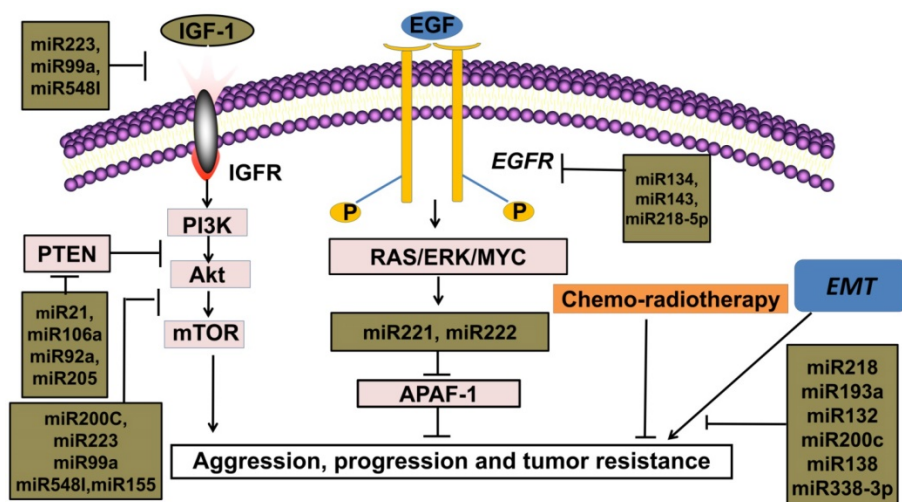 miR223,
miR99a,
miR548l
IGF-1
EGF
IGFR
EGFR
miR134,
miR143,
miR218-5p
P
P
PI3K
PTEN
Akt
mTOR
miR21,
miR106a
miR92a,
miR205
miR200C,
miR223
miR99a
miR548l,miR155
RAS/ERK/MYC
miR221, miR222
APAF-1
Chemo-radiotherapy
EMT
miR218
miR193a
miR132
miR200c
miR138
miR338-3p
Aggression, progression and tumor resistance